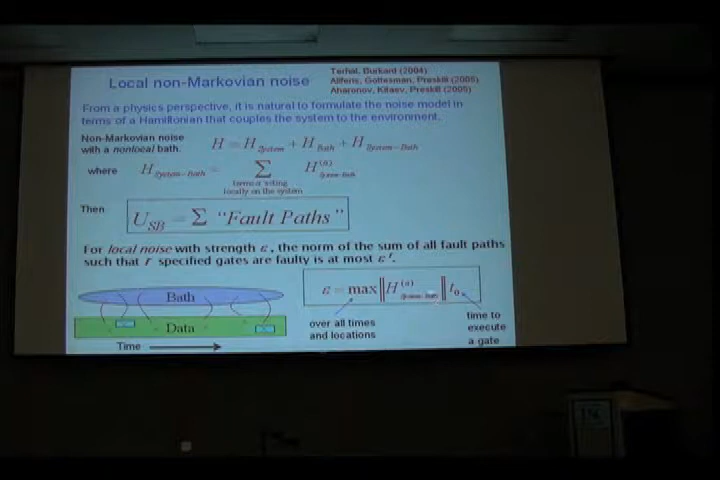 Local non-Markovian noise
Terhal, Burkard (2004)
Aliferis, Gottesman, Preskill (2005)
Aharonov, Kitaev, Preskill (2005)
From a physics perspective, it is natural to formulate the noise model in
terms of a Hamiltonian that couples the system to the environment.
Non-Markovian noise
with a nonlocal bath.
H = H_System + H_Bath + H_System-Bath
where
H_System-Bath = ∑ H^(a)_System-Bath
terms a acting
locally on the system
Then
U_SB = ∑ "Fault Paths"
For local noise with strength ε, the norm of the sum of all fault paths
such that r specified gates are faulty is at most ε^r.
ε = max ||H^(a)_System-Bath|| t_0,
over all times
and locations
time to
execute
a gate
Bath
Data
Time